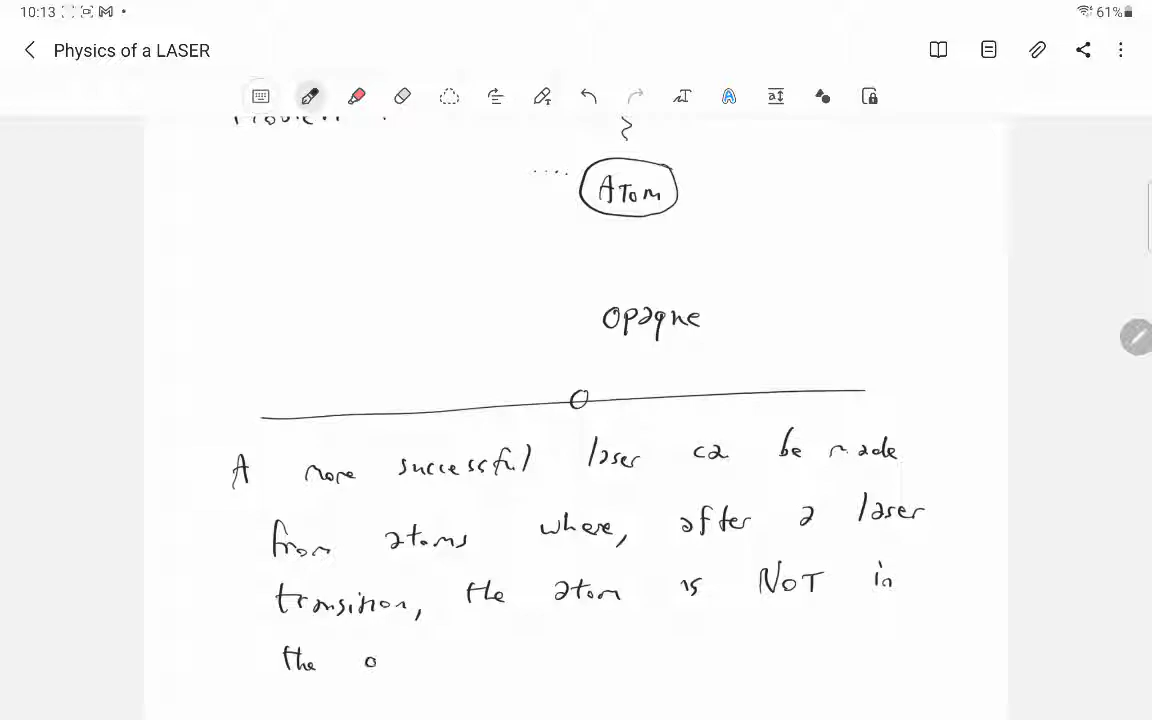 10:13 61%
Physics of a LASER
....
ATom
opaque
A more successful laser ca be made
from atoms where, after a laser
transition, the atom is NOT in
the o